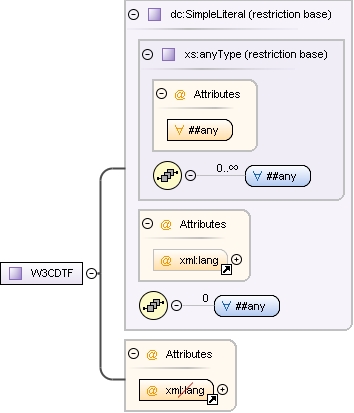 dc:SimpleLiteral (restriction base)
xs:anyType (restriction base)
@ Attributes
∀ ##any
0..∞
∀ ##any
@ Attributes
@ xml:lang
0
∀ ##any
W3CDTF
@ Attributes
@ xml:lang